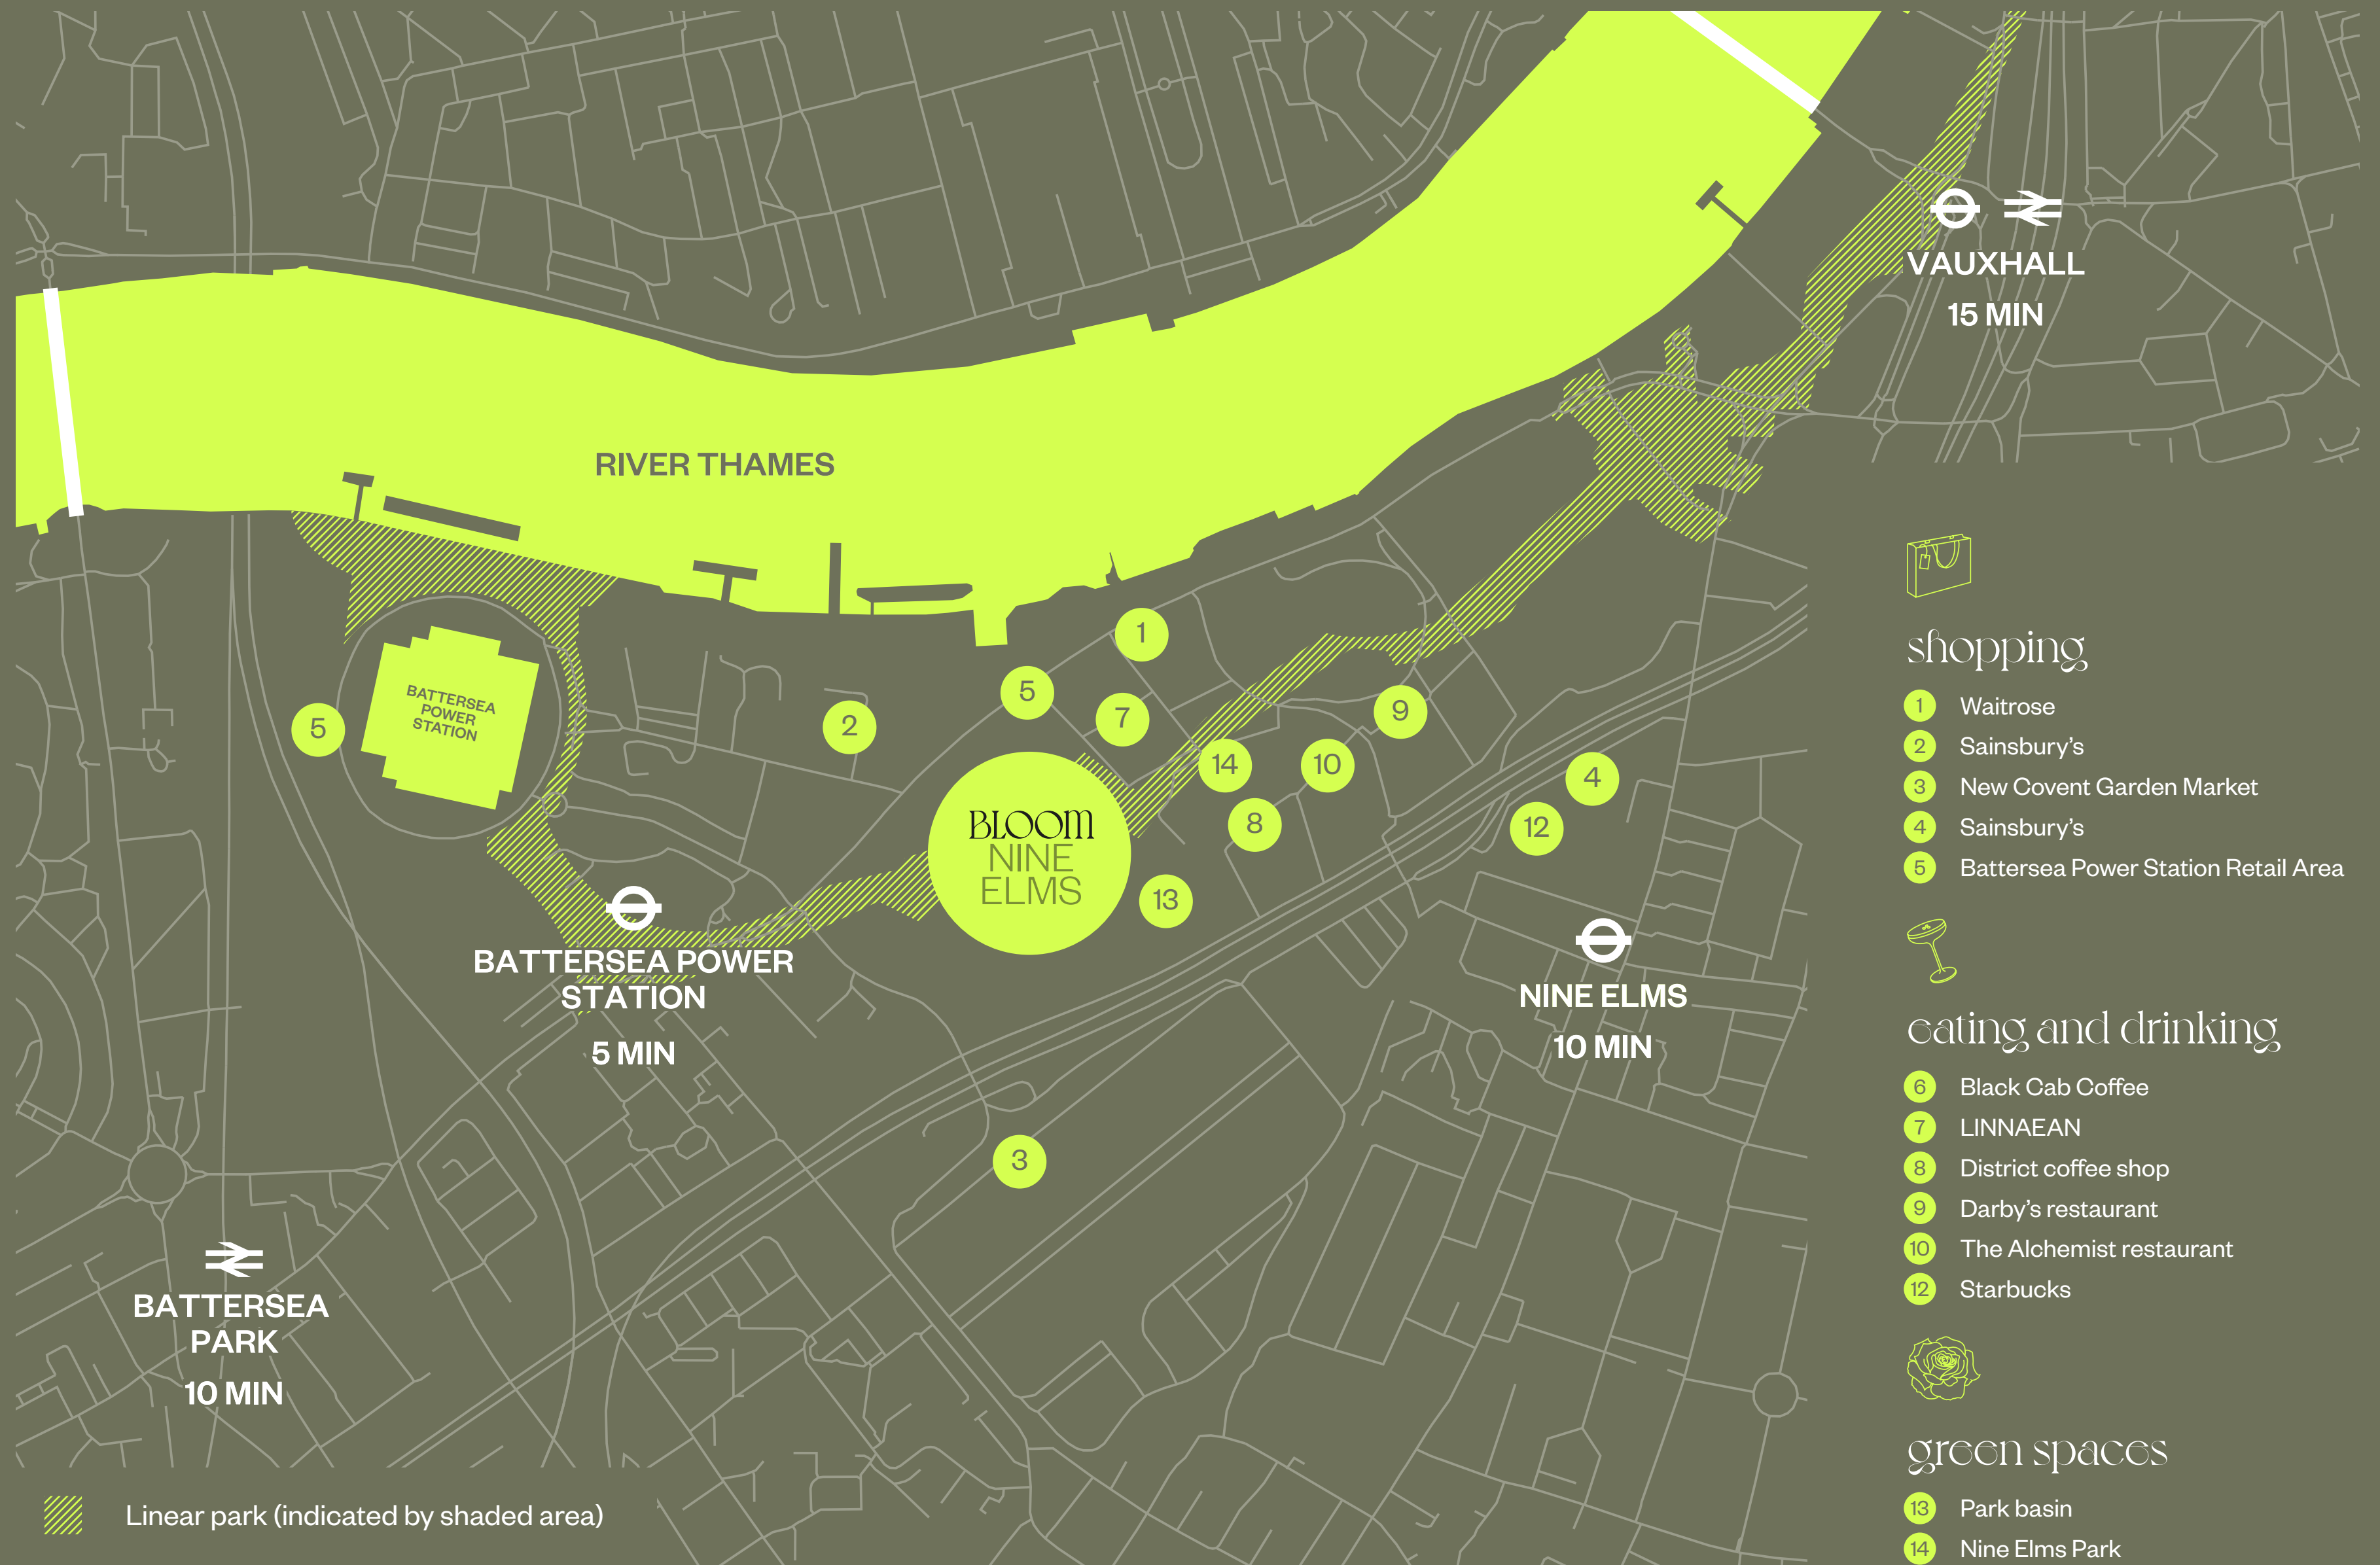 VAUXHALL
15 MIN
RIVER THAMES
1
5
7
2
9
5
BATTERSEA
POWER
STATION
14
10
4
8
12
BLOOM
NINE
ELMS
13
BATTERSEA POWER
STATION
5 MIN
NINE ELMS
10 MIN
3
BATTERSEA
PARK
10 MIN
Linear park (indicated by shaded area)
shopping
1 Waitrose
2 Sainsbury’s
3 New Covent Garden Market
4 Sainsbury’s
5 Battersea Power Station Retail Area
eating and drinking
6 Black Cab Coffee
7 LINNAEAN
8 District coffee shop
9 Darby’s restaurant
10 The Alchemist restaurant
12 Starbucks
green spaces
13 Park basin
14 Nine Elms Park